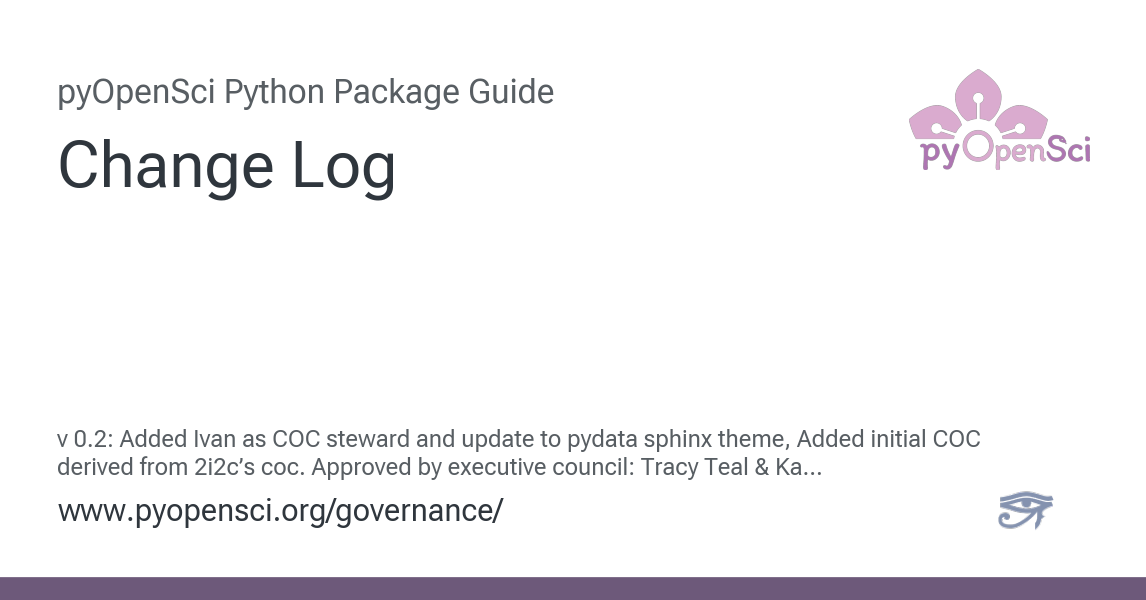 pyOpenSci Python Package Guide
Change Log
pyOpenSci
v 0.2: Added Ivan as COC steward and update to pydata sphinx theme, Added initial COC
derived from 2i2c’s coc. Approved by executive council: Tracy Teal & Ka...
www.pyopensci.org/governance/